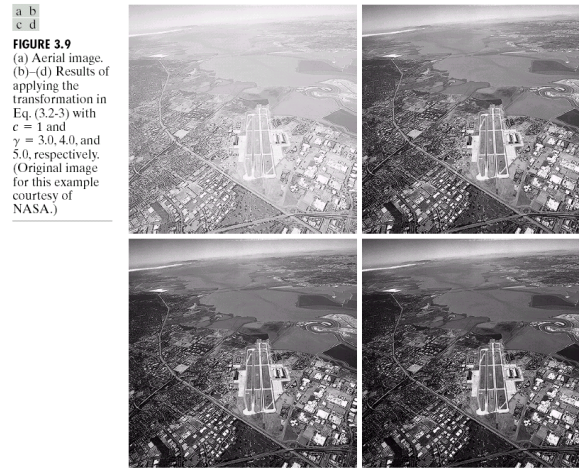 a b
c d
FIGURE 3.9
(a) Aerial image.
(b)–(d) Results of
applying the
transformation in
Eq. (3.2-3) with
c = 1 and
γ = 3.0, 4.0, and
5.0, respectively.
(Original image
for this example
courtesy of
NASA.)